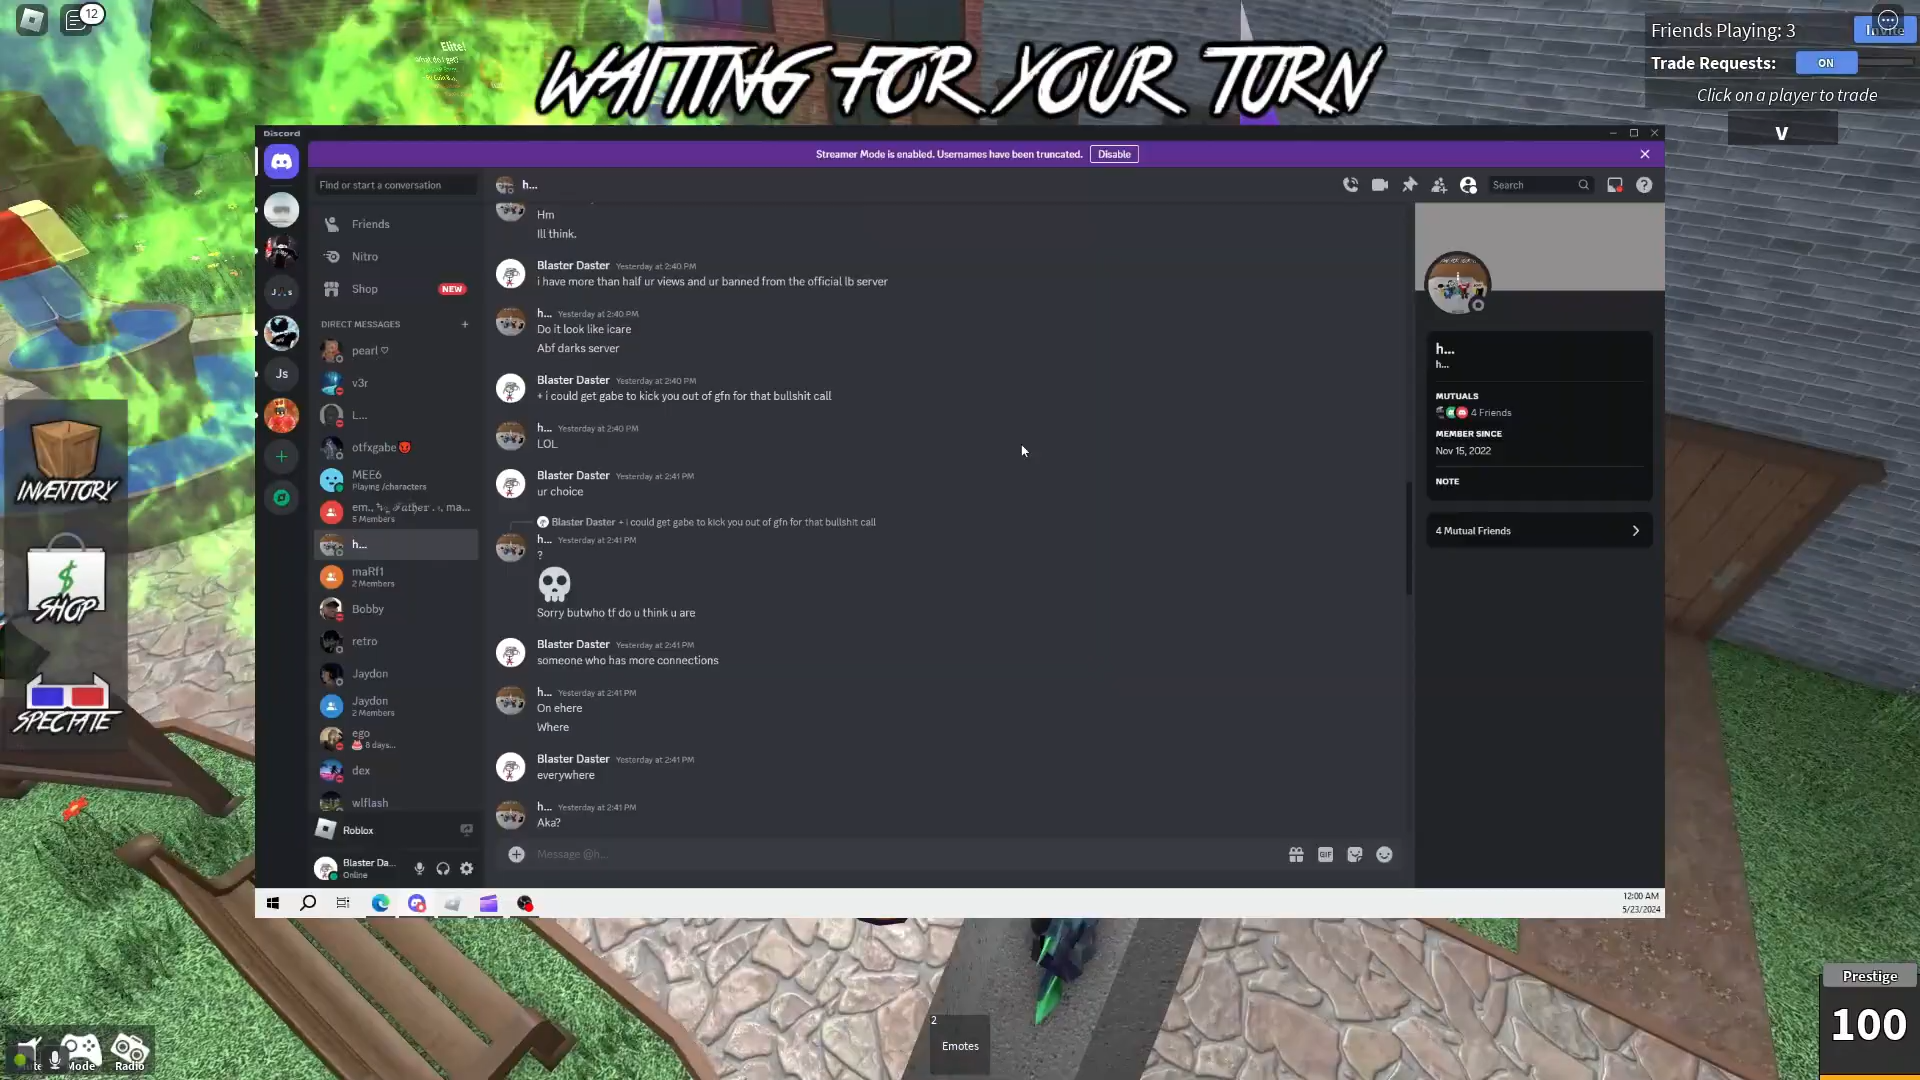 12
Elite!
WAITING FOR YOUR TURN
Friends Playing: 3
Trade Requests:
ON
Click on a player to trade
V
Discord
Streamer Mode is enabled. Usernames have been truncated.
Disable
Find or start a conversation
Friends
Nitro
Shop
NEW
DIRECT MESSAGES
pearl ♡
v3r
L...
otfxgabe
MEE6
Playing /characters
5 Members
h...
maRf1
2 Members
Bobby
retro
Jaydon
Jaydon
2 Members
ego
8 days...
dex
wlflash
Roblox
Blaster Da...
Online
J...s
Js
h...
Search
Hm
Ill think.
Blaster Daster Yesterday at 2:40 PM
i have more than half ur views and ur banned from the official lb server
h... Yesterday at 2:40 PM
Do it look like icare
Abf darks server
Blaster Daster Yesterday at 2:40 PM
+ i could get gabe to kick you out of gfn for that bullshit call
h... Yesterday at 2:40 PM
LOL
Blaster Daster Yesterday at 2:41 PM
ur choice
Blaster Daster + i could get gabe to kick you out of gfn for that bullshit call
h... Yesterday at 2:41 PM
?
Sorry butwho tf do u think u are
Blaster Daster Yesterday at 2:41 PM
someone who has more connections
h... Yesterday at 2:41 PM
On ehere
Where
Blaster Daster Yesterday at 2:41 PM
everywhere
h... Yesterday at 2:41 PM
Aka?
Message @h...
GIF
h...
h...
MUTUALS
4 Friends
MEMBER SINCE
Nov 15, 2022
NOTE
4 Mutual Friends
12:00 AM
5/23/2024
INVENTORY
$
SHOP
SPECTATE
Mode
Radio
2
Emotes
Prestige
100